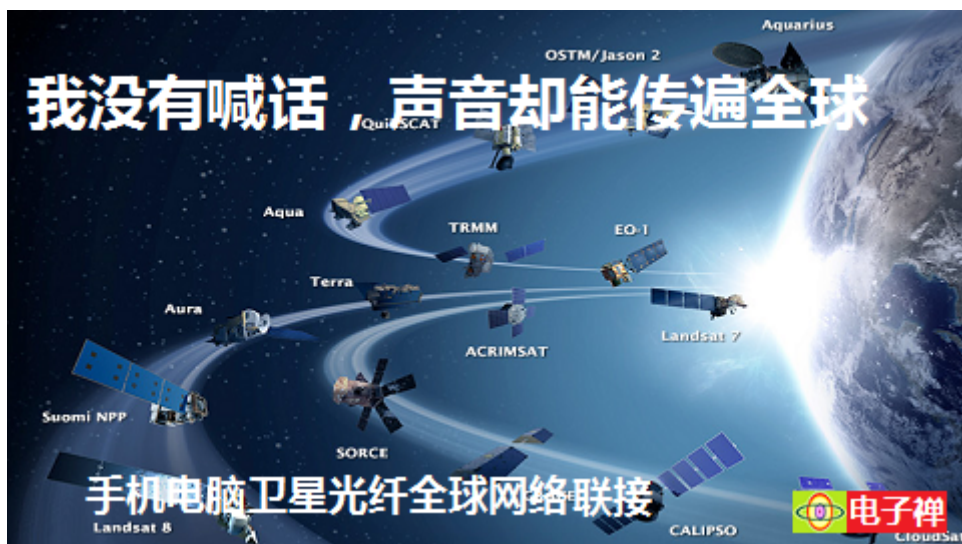 Aquarius
OSTM/Jason 2
我没有喊话，声音却能传遍全球
QuikSCAT
Aqua
TRMM
EO-1
Terra
Aura
Landsat 7
ACRIMSAT
Suomi NPP
SORCE
手机电脑卫星光纤全球网络联接
电子禅
Landsat 8
CALIPSO
CloudSat